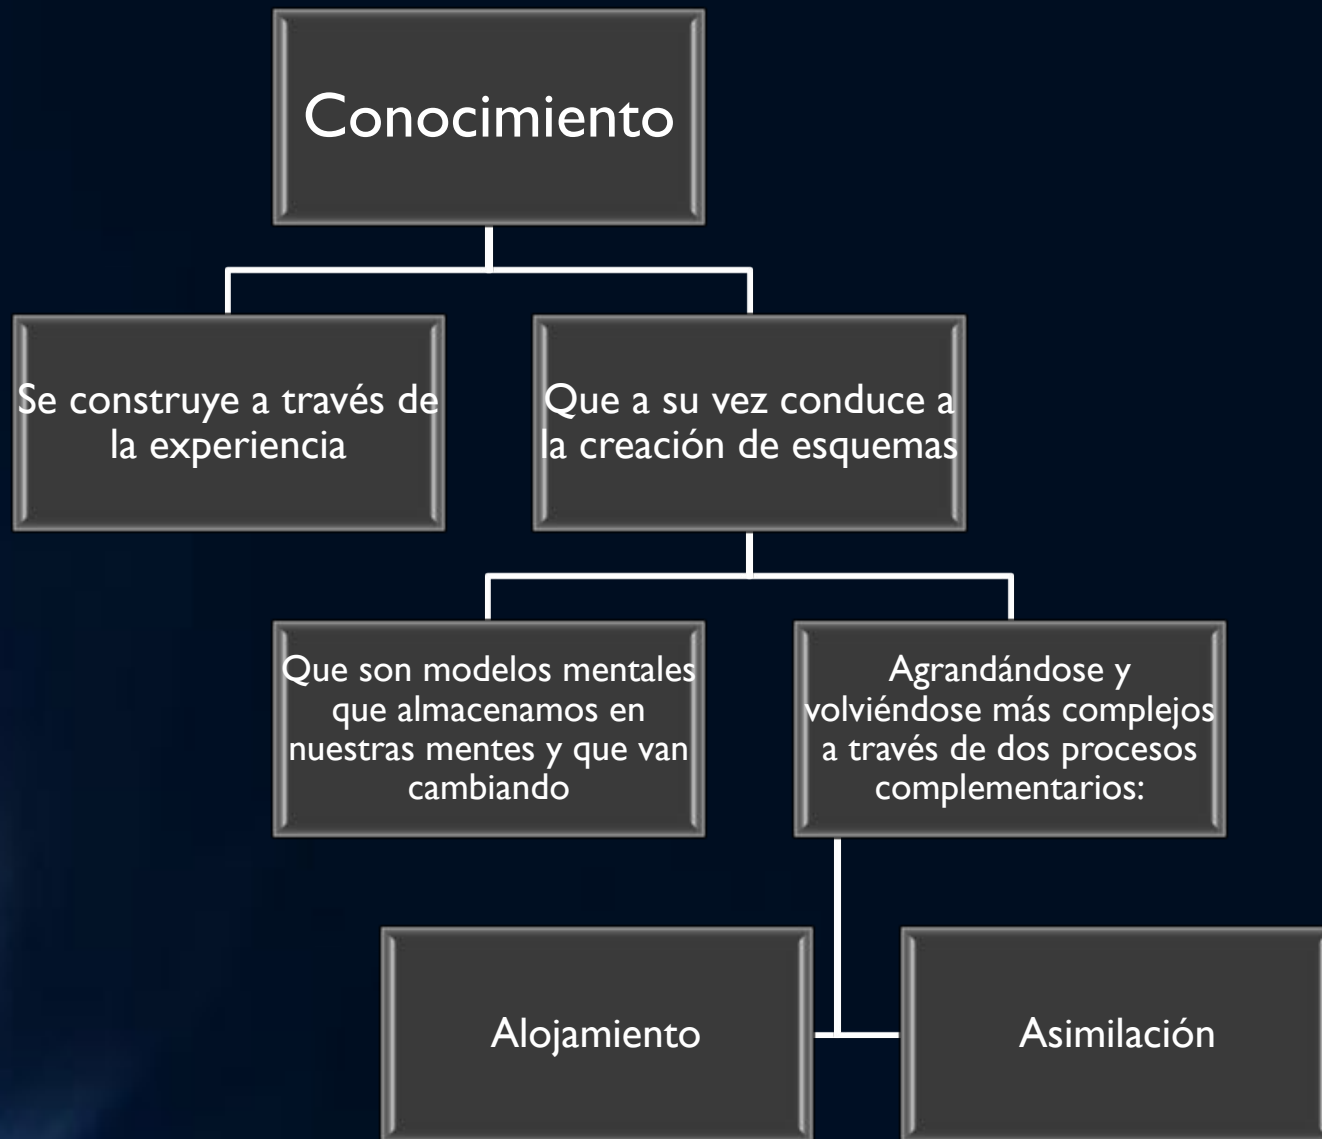 Conocimiento
Se construye a través de
la experiencia
Que a su vez conduce a
la creación de esquemas
Que son modelos mentales
que almacenamos en
nuestras mentes y que van
cambiando
Agrandándose y
volviéndose más complejos
a través de dos procesos
complementarios:
Alojamiento
Asimilación